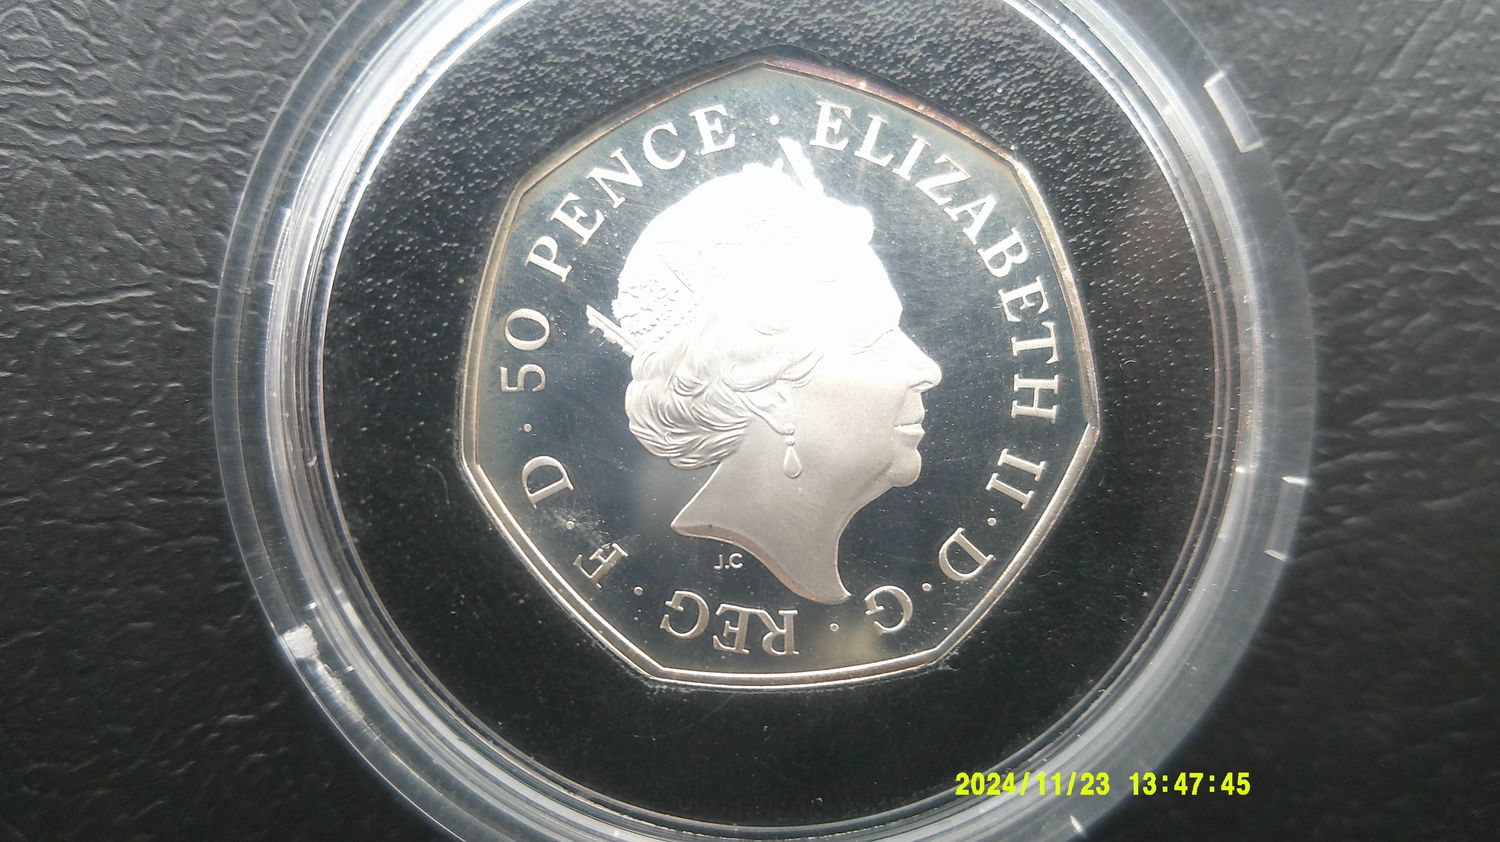 ELIZABETH II · D · G · REG · F · D · 50 PENCE ·
J.C
2024/11/23 13:47:45